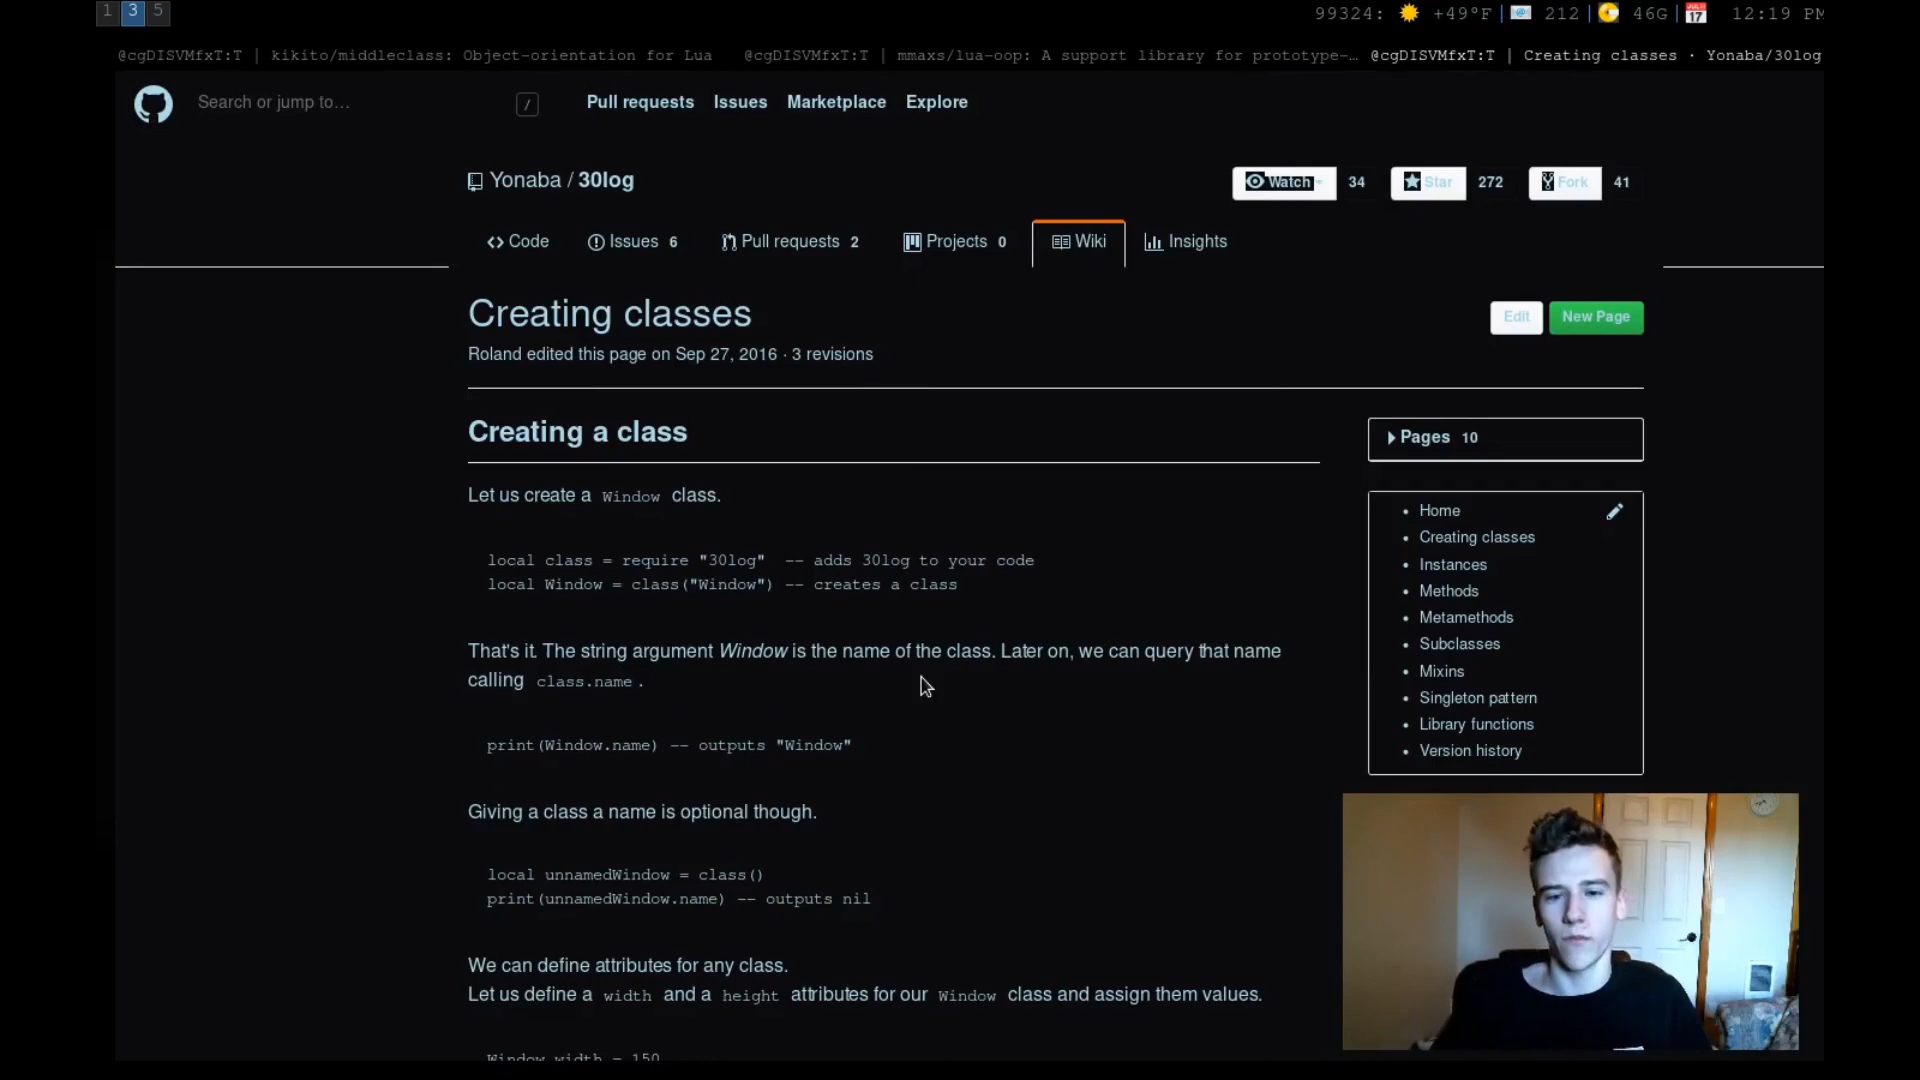 1 3 5
99324: +49°F | 212 | 46G | 12:19 PM
@cgDISVMfxT:T | kikito/middleclass: Object-orientation for Lua @cgDISVMfxT:T | mmaxs/lua-oop: A support library for prototype-… @cgDISVMfxT:T | Creating classes · Yonaba/30log
Search or jump to… / Pull requests Issues Marketplace Explore
Yonaba / 30log Watch 34 Star 272 Fork 41
Code Issues 6 Pull requests 2 Projects 0 Wiki Insights
Creating classes Edit New Page
Roland edited this page on Sep 27, 2016 · 3 revisions
Creating a class
Let us create a Window class.
local class = require "30log" -- adds 30log to your code
local Window = class("Window") -- creates a class
That's it. The string argument Window is the name of the class. Later on, we can query that name
calling class.name .
print(Window.name) -- outputs "Window"
Giving a class a name is optional though.
local unnamedWindow = class()
print(unnamedWindow.name) -- outputs nil
We can define attributes for any class.
Let us define a width and a height attributes for our Window class and assign them values.
Window.width = 150
Pages 10
• Home
• Creating classes
• Instances
• Methods
• Metamethods
• Subclasses
• Mixins
• Singleton pattern
• Library functions
• Version history